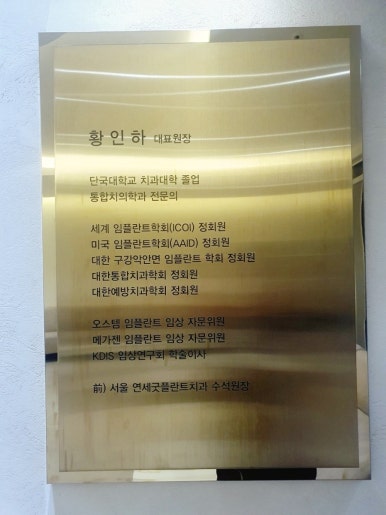 황인하 대표원장
단국대학교 치과대학 졸업
통합치의학과 전문의
세계 임플란트학회(ICOI) 정회원
미국 임플란트학회(AAID) 정회원
대한 구강악안면 임플란트 학회 정회원
대한통합치과학회 정회원
대한예방치과학회 정회원
오스템 임플란트 임상 자문위원
메가젠 임플란트 임상 자문위원
KDIS 임상연구회 학술이사
前) 서울 연세굿플란트치과 수석원장